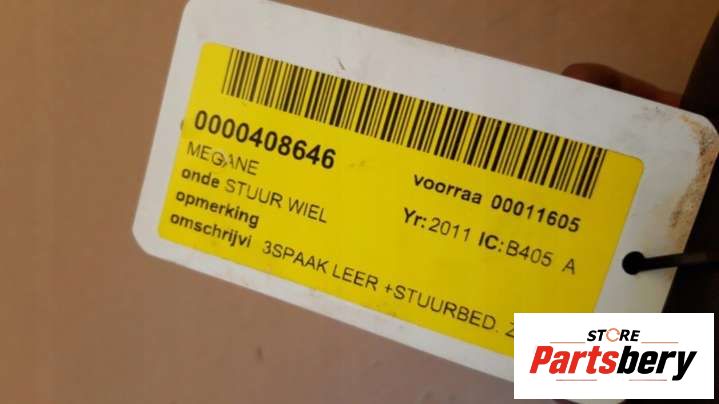 0000408646
MEGANE
voorraa 00011605
onde STUUR WIEL
Yr: 2011 IC: B405 A
opmerking
omschrijvi 3SPAAK LEER +STUURBED.
STORE
Partsbery